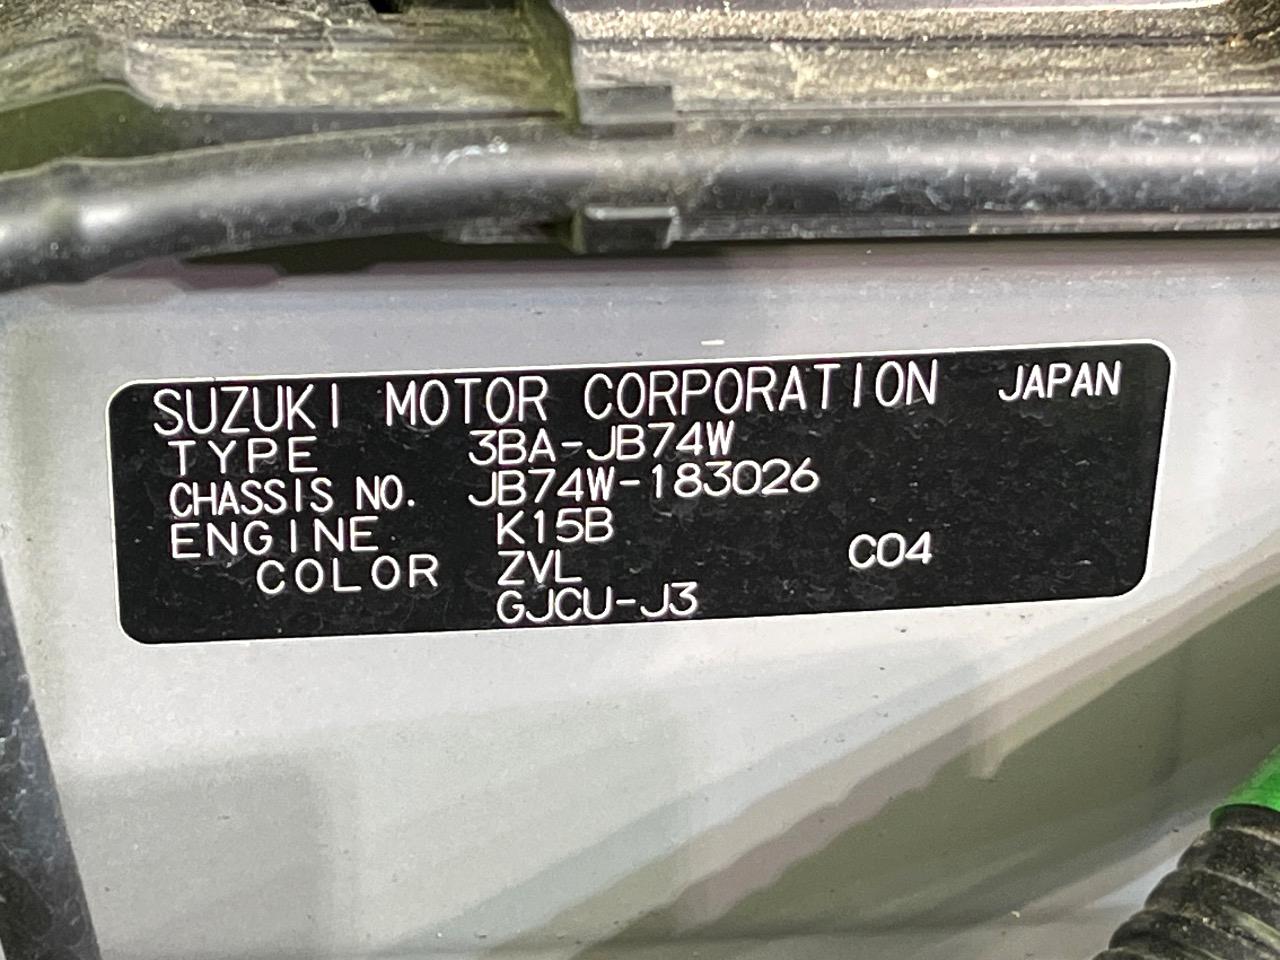 SUZUKI MOTOR CORPORATION JAPAN
TYPE 3BA-JB74W
CHASSIS NO. JB74W-183026
ENGINE K15B
COLOR ZVL C04
GJCU-J3